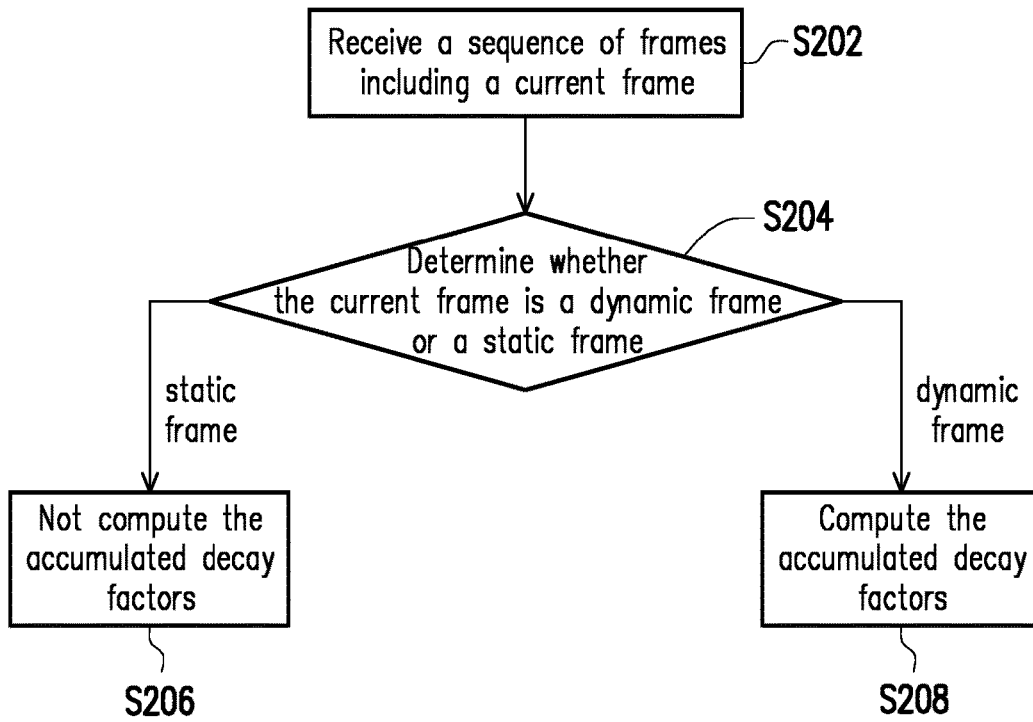 Receive a sequence of frames
including a current frame
S202
S204
Determine whether
the current frame is a dynamic frame
or a static frame
static
frame
dynamic
frame
Not compute the
accumulated decay
factors
Compute the
accumulated decay
factors
S206
S208